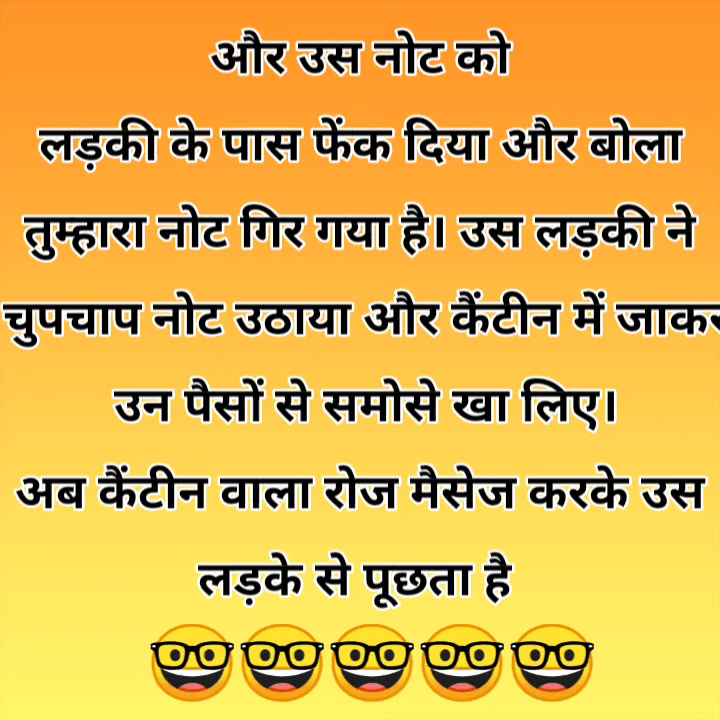 और उस नोट को
लड़की के पास फेंक दिया और बोला
तुम्हारा नोट गिर गया है। उस लड़की ने
चुपचाप नोट उठाया और कैंटीन में जाकर
उन पैसों से समोसे खा लिए।
अब कैंटीन वाला रोज मैसेज करके उस
लड़के से पूछता है
🤓🤓🤓🤓🤓